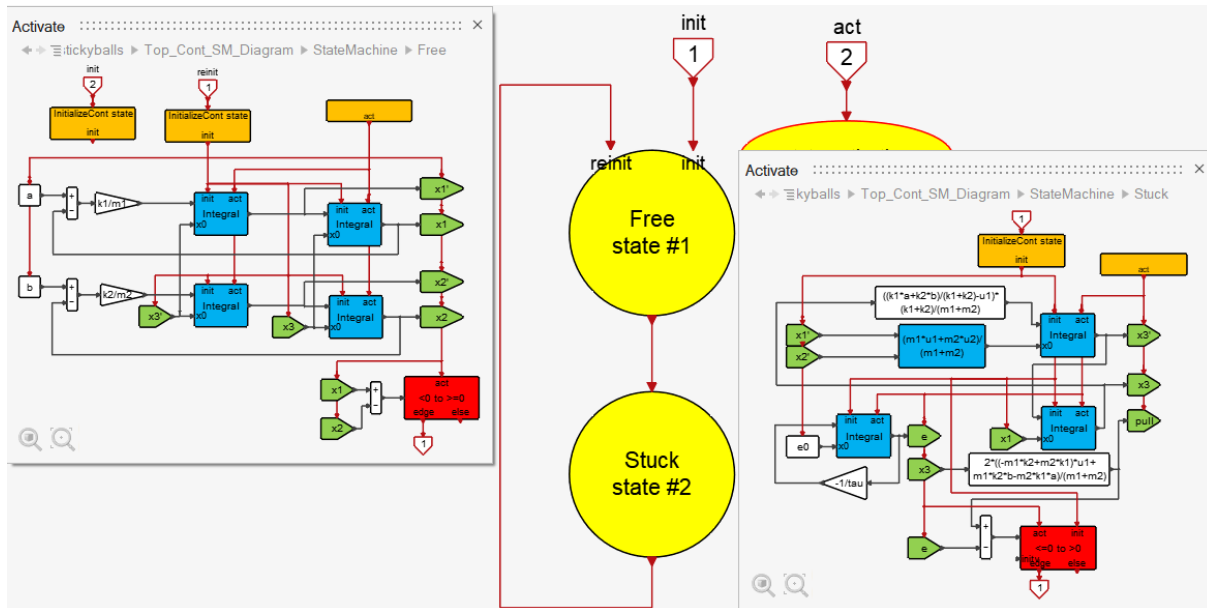 Activate
tickyballs Top_Cont_SM_Diagram StateMachine Free
init
2
reinit
1
InitializeCont state
init
InitializeCont state
init
act
a
+
−
k1/m1
init act
Integral
x0
init act
Integral
x0
x1'
x1
b
+
−
k2/m2
x3'
init act
Integral
x0
x3
init act
Integral
x0
x2'
x2
x1
x2
+
−
act
<0 to >=0
edge else
1
init
1
act
2
reinit init
Free
state #1
Stuck
state #2
Activate
kyballs Top_Cont_SM_Diagram StateMachine Stuck
1
InitializeCont state
init
act
((k1*a+k2*b)/(k1+k2)-u1)*
(k1+k2)/(m1+m2)
x1'
x2'
(m1*u1+m2*u2)/
(m1+m2)
init act
Integral
x0
x3'
x3
pull
e0
init act
Integral
x0
e
x1
init act
Integral
x0
-1/tau
x3
2*((-m1*k2+m2*k1)*u1+
m1*k2*b-m2*k1*a)/(m1+m2)
e
+
−
act init
<=0 to >0
edge else
1